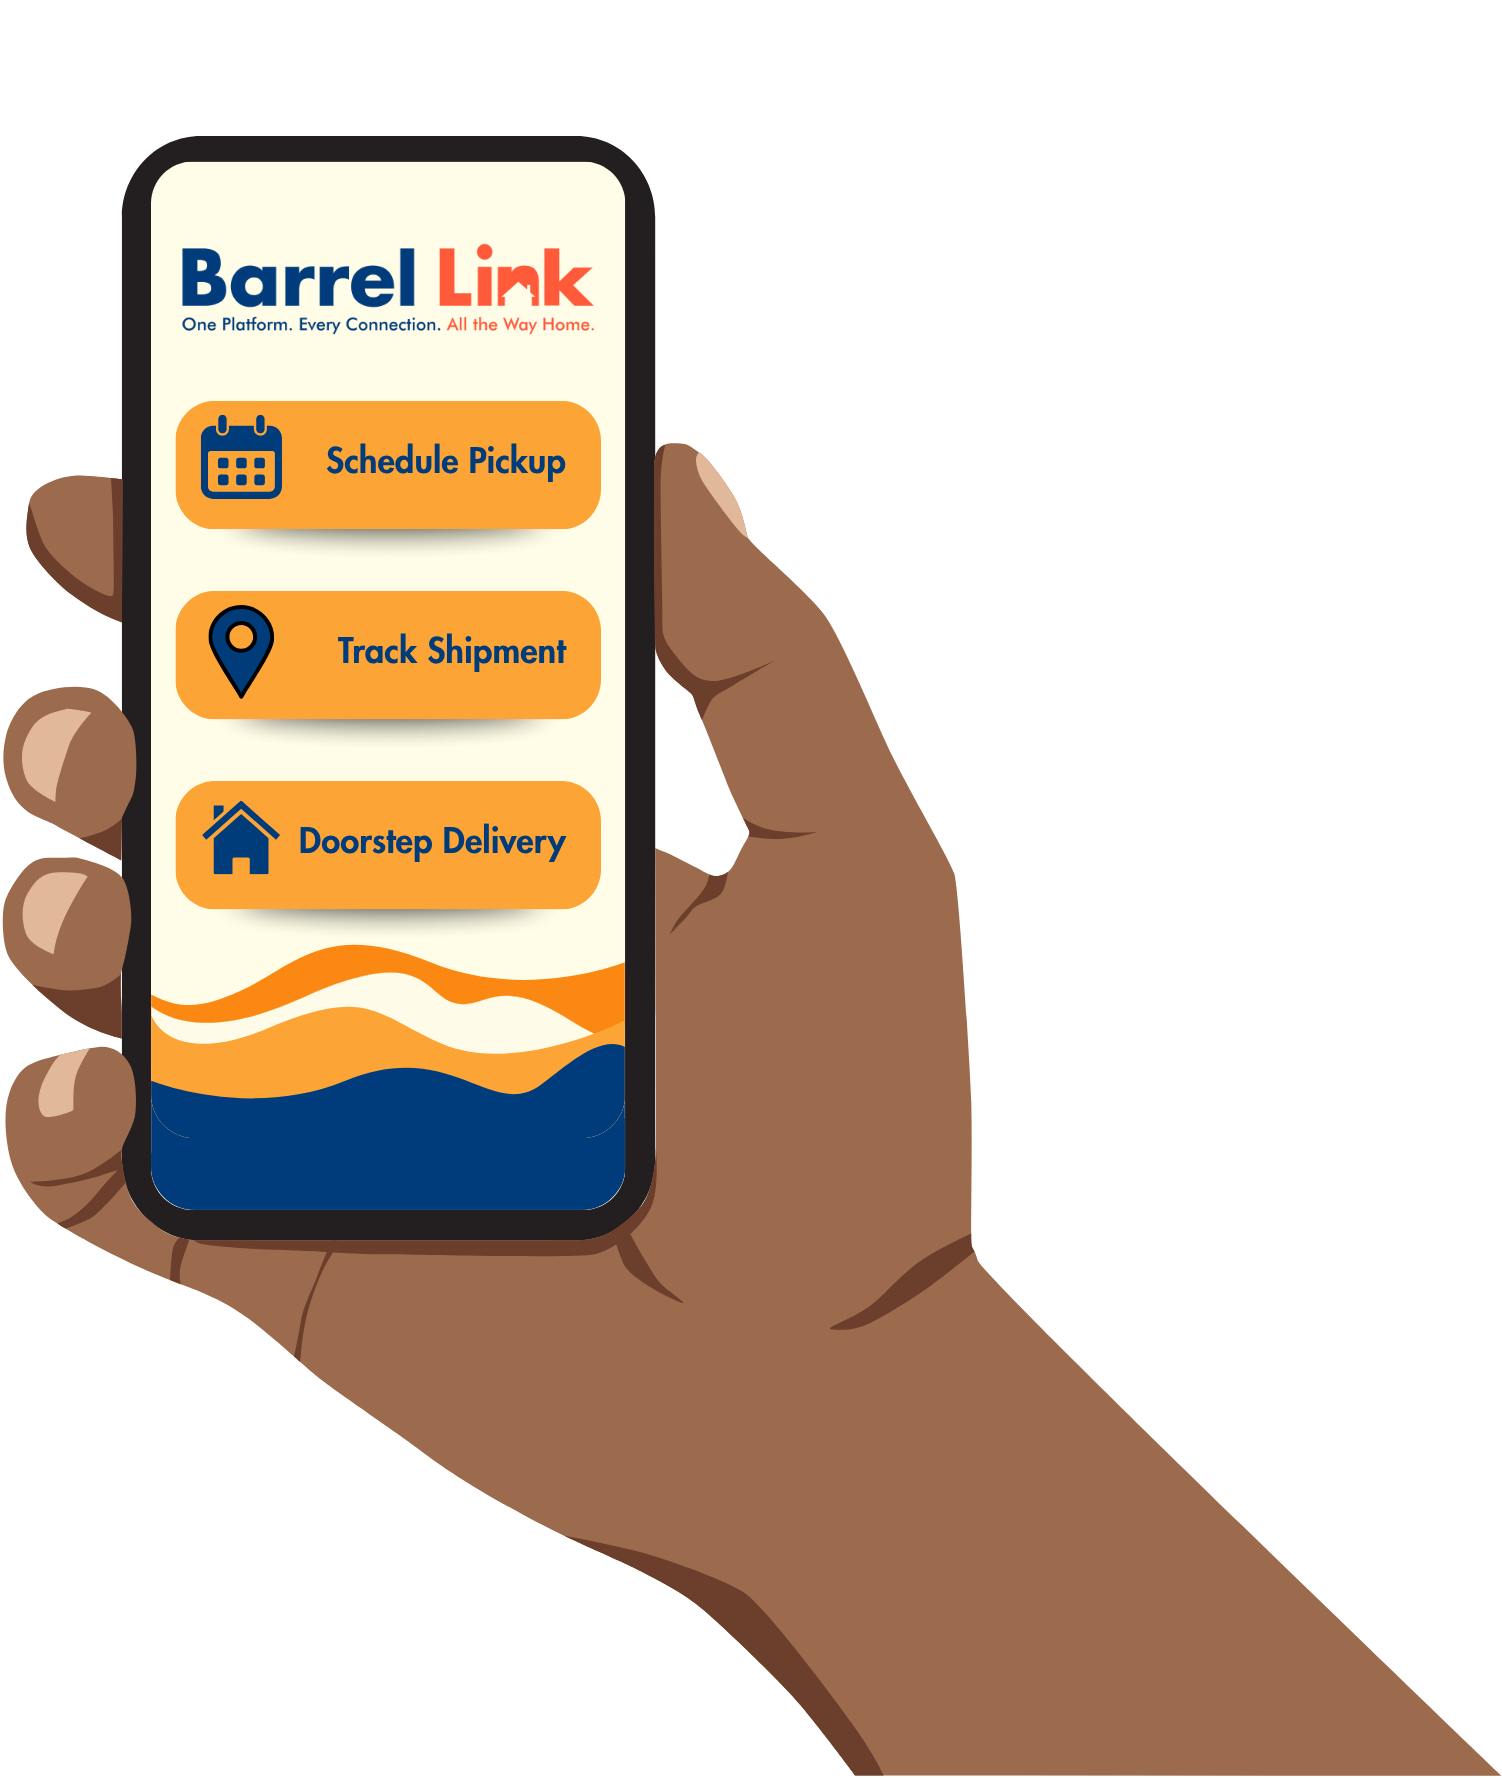 Barrel Link
One Platform. Every Connection. All the Way Home.
Schedule Pickup
Track Shipment
Doorstep Delivery